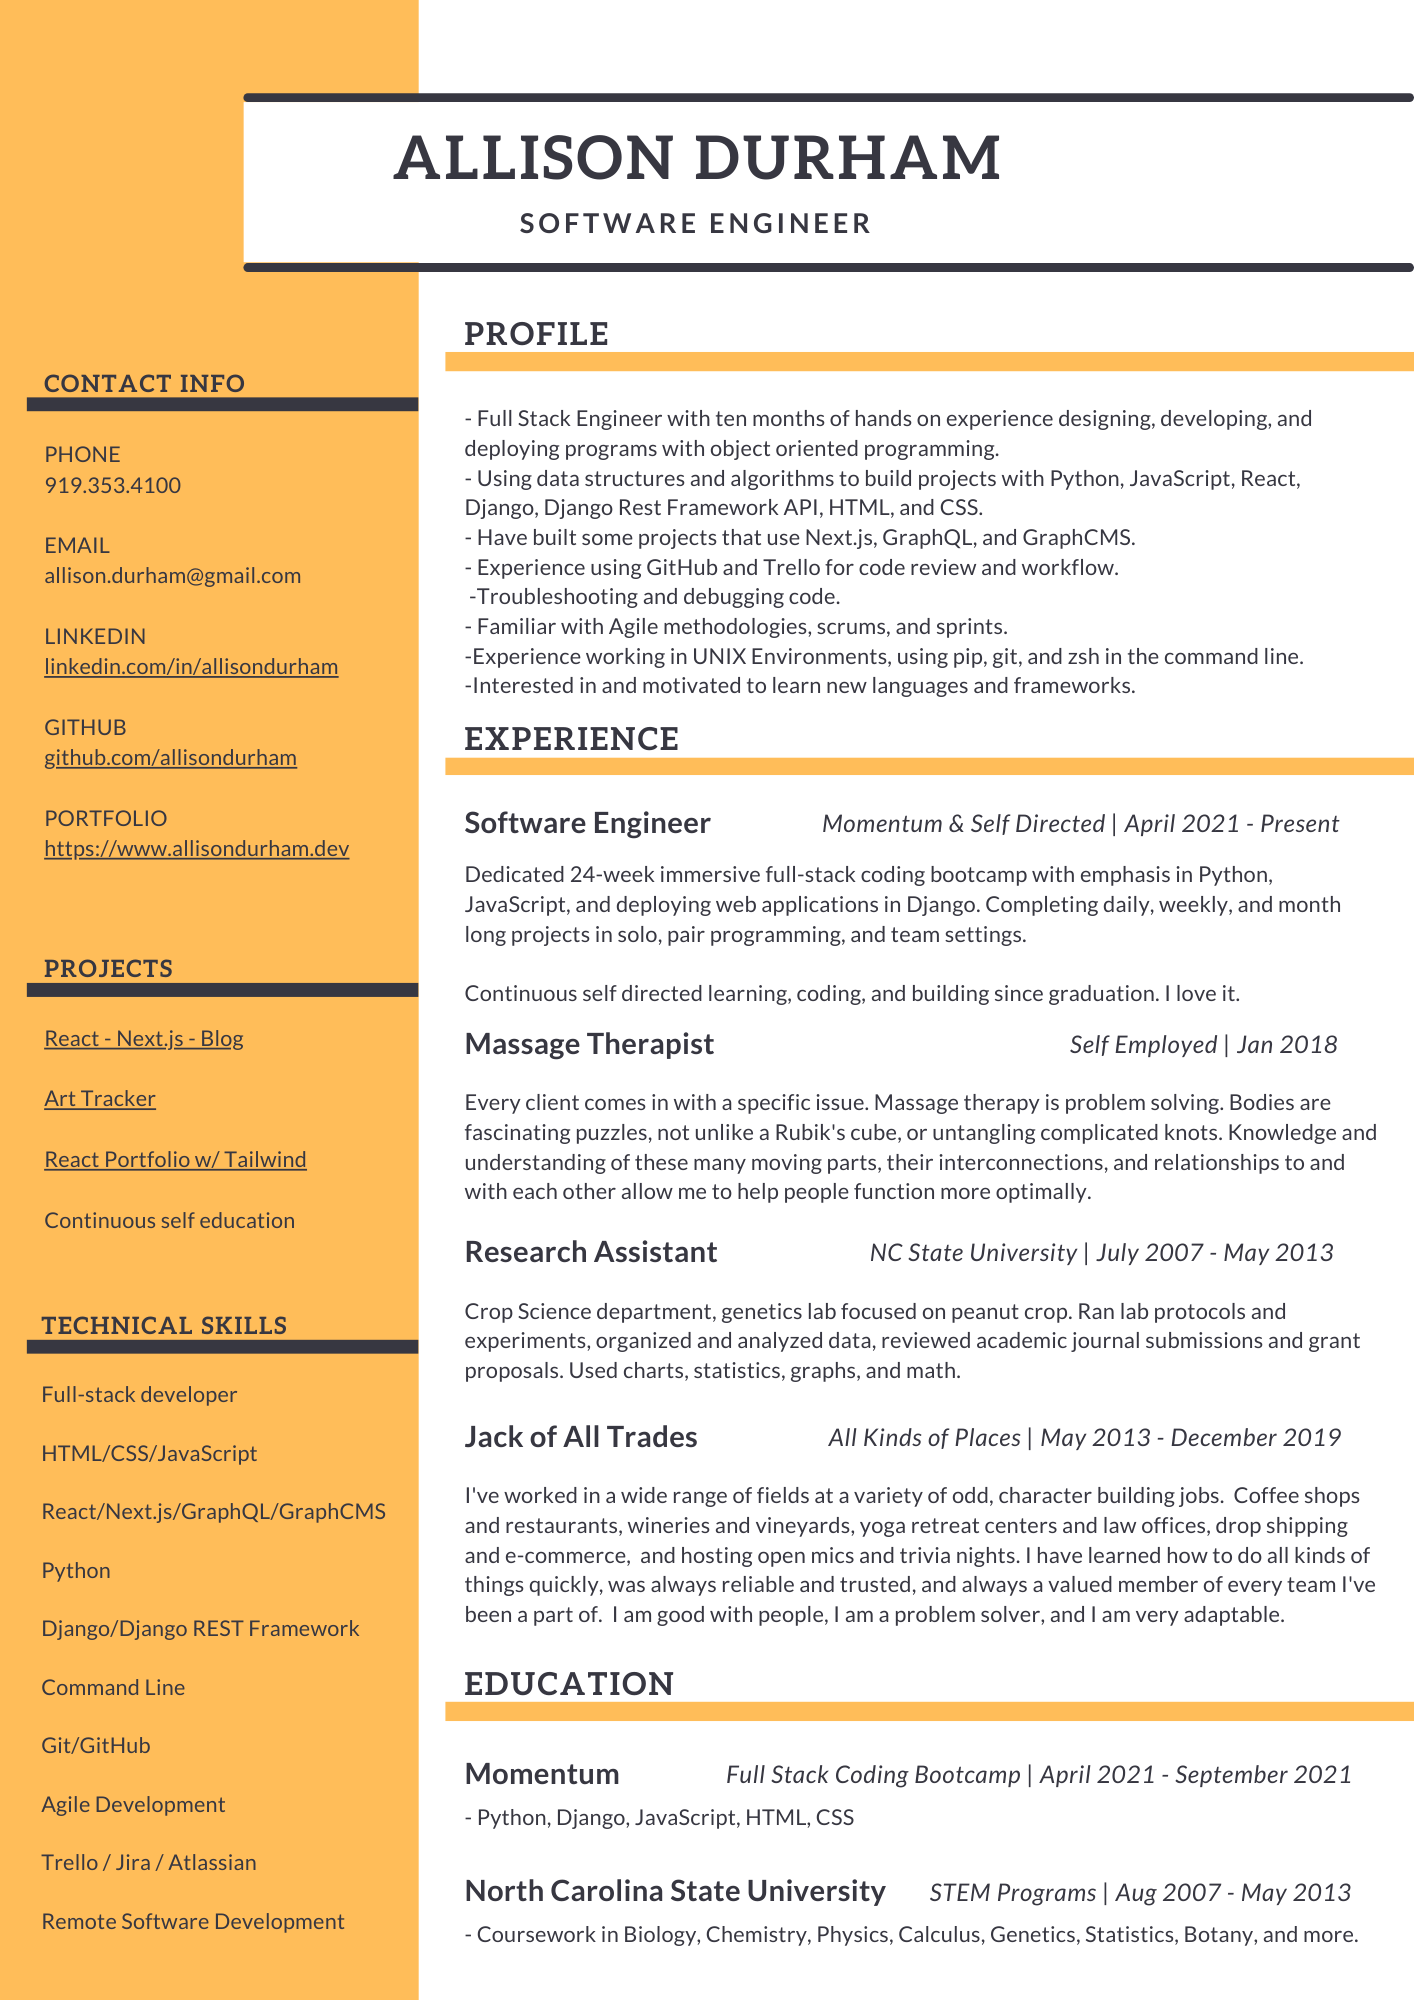 ALLISON DURHAM
SOFTWARE ENGINEER
CONTACT INFO
PHONE
919.353.4100
EMAIL
allison.durham@gmail.com
LINKEDIN
linkedin.com/in/allisondurham
GITHUB
github.com/allisondurham
PORTFOLIO
https://www.allisondurham.dev
PROJECTS
React - Next.js - Blog
Art Tracker
React Portfolio w/ Tailwind
Continuous self education
TECHNICAL SKILLS
Full-stack developer
HTML/CSS/JavaScript
React/Next.js/GraphQL/GraphCMS
Python
Django/Django REST Framework
Command Line
Git/GitHub
Agile Development
Trello / Jira / Atlassian
Remote Software Development
PROFILE
- Full Stack Engineer with ten months of hands on experience designing, developing, and
deploying programs with object oriented programming.
- Using data structures and algorithms to build projects with Python, JavaScript, React,
Django, Django Rest Framework API, HTML, and CSS.
- Have built some projects that use Next.js, GraphQL, and GraphCMS.
- Experience using GitHub and Trello for code review and workflow.
-Troubleshooting and debugging code.
- Familiar with Agile methodologies, scrums, and sprints.
-Experience working in UNIX Environments, using pip, git, and zsh in the command line.
-Interested in and motivated to learn new languages and frameworks.
EXPERIENCE
Software Engineer Momentum & Self Directed | April 2021 - Present
Dedicated 24-week immersive full-stack coding bootcamp with emphasis in Python,
JavaScript, and deploying web applications in Django. Completing daily, weekly, and month
long projects in solo, pair programming, and team settings.
Continuous self directed learning, coding, and building since graduation. I love it.
Massage Therapist Self Employed | Jan 2018
Every client comes in with a specific issue. Massage therapy is problem solving. Bodies are
fascinating puzzles, not unlike a Rubik's cube, or untangling complicated knots. Knowledge and
understanding of these many moving parts, their interconnections, and relationships to and
with each other allow me to help people function more optimally.
Research Assistant NC State University | July 2007 - May 2013
Crop Science department, genetics lab focused on peanut crop. Ran lab protocols and
experiments, organized and analyzed data, reviewed academic journal submissions and grant
proposals. Used charts, statistics, graphs, and math.
Jack of All Trades All Kinds of Places | May 2013 - December 2019
I've worked in a wide range of fields at a variety of odd, character building jobs. Coffee shops
and restaurants, wineries and vineyards, yoga retreat centers and law offices, drop shipping
and e-commerce, and hosting open mics and trivia nights. I have learned how to do all kinds of
things quickly, was always reliable and trusted, and always a valued member of every team I've
been a part of. I am good with people, I am a problem solver, and I am very adaptable.
EDUCATION
Momentum Full Stack Coding Bootcamp | April 2021 - September 2021
- Python, Django, JavaScript, HTML, CSS
North Carolina State University STEM Programs | Aug 2007 - May 2013
- Coursework in Biology, Chemistry, Physics, Calculus, Genetics, Statistics, Botany, and more.